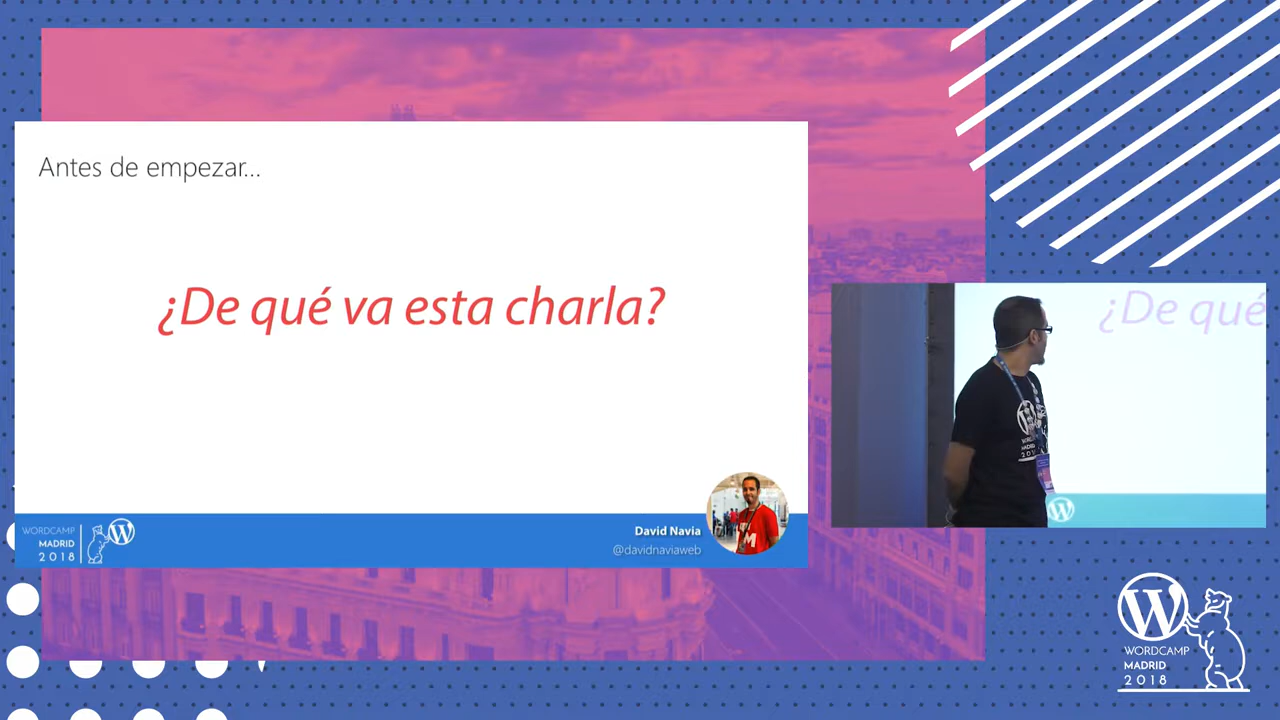 Antes de empezar...
¿De qué va esta charla?
WORDCAMP
MADRID
2018
David Navia
@davidnaviaweb
¿De qué
WORDCAMP
MADRID
2018